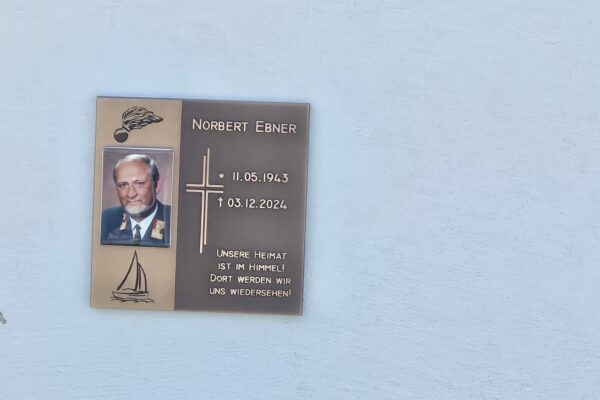 NORBERT EBNER
* 11.05.1943
† 03.12.2024
UNSERE HEIMAT
IST IM HIMMEL!
DORT WERDEN WIR
UNS WIEDERSEHEN!